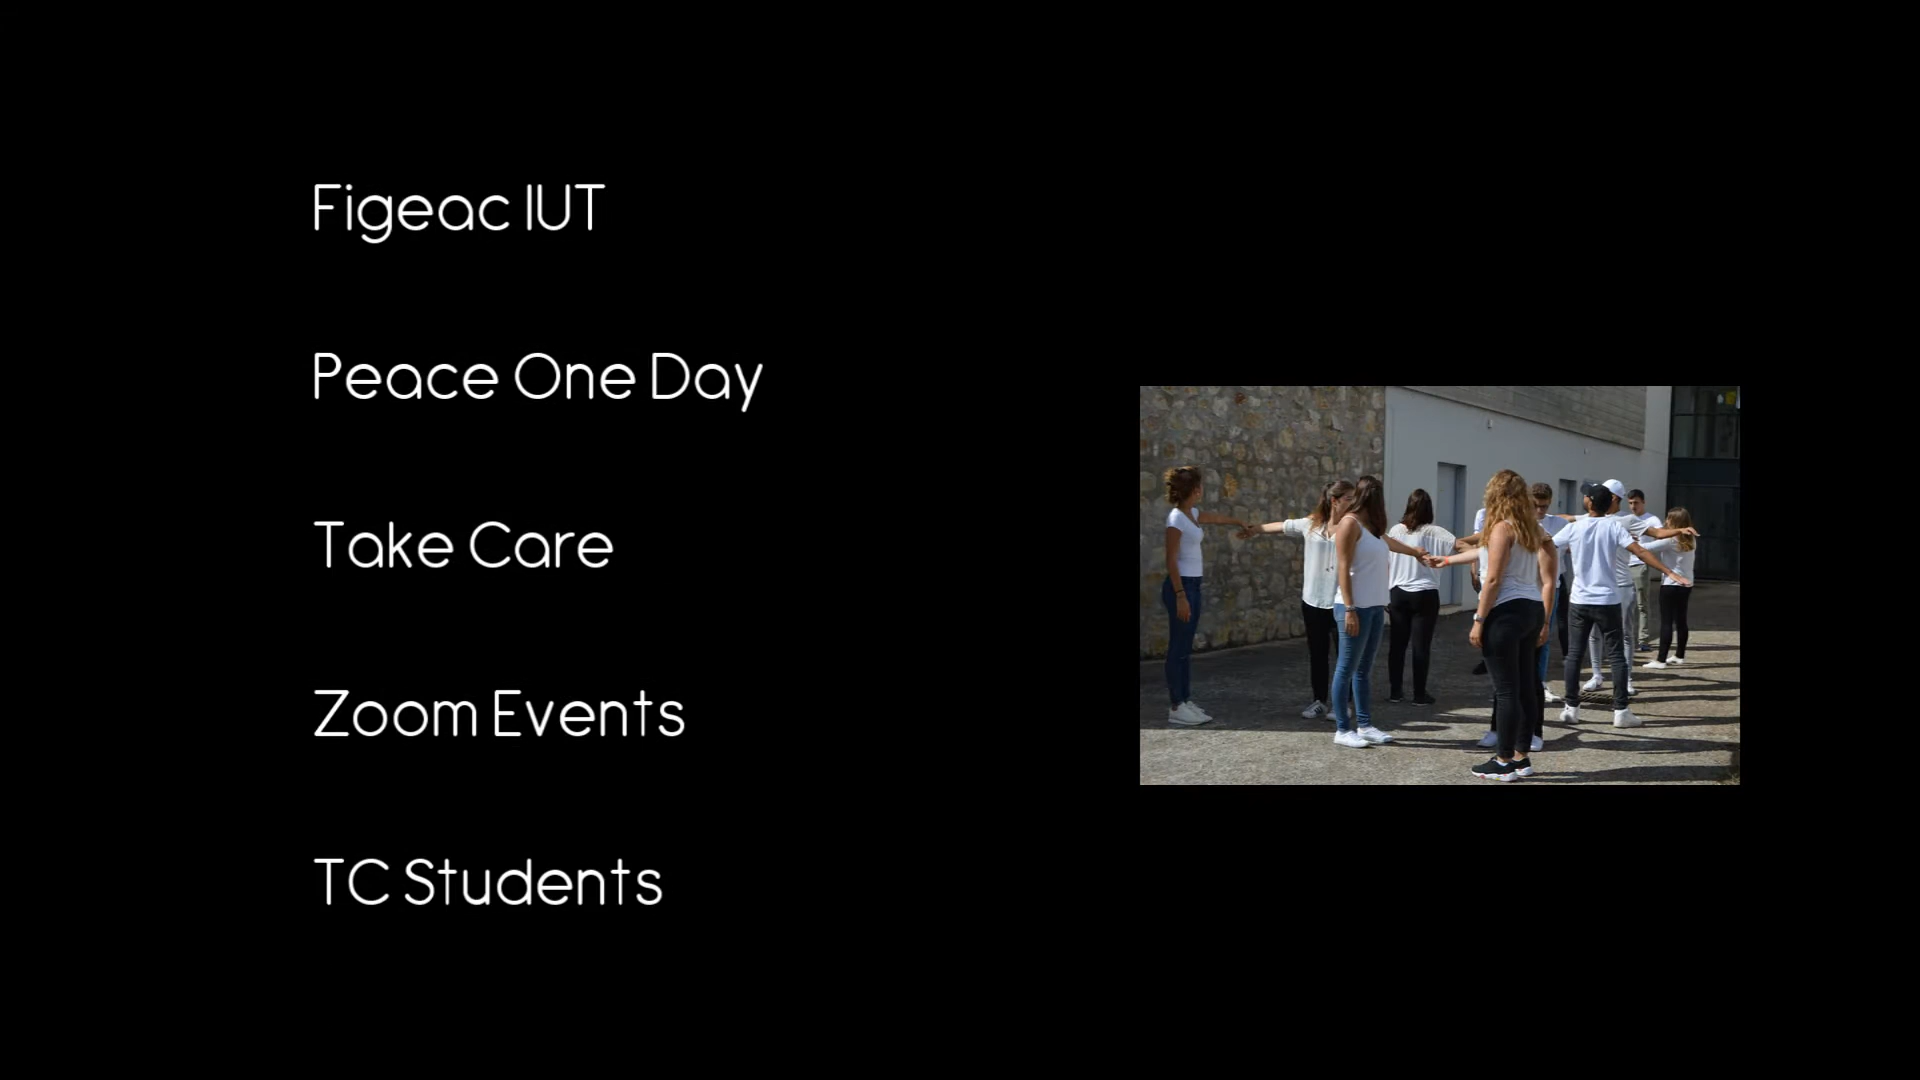 Figeac IUT
Peace One Day
Take Care
Zoom Events
TC Students